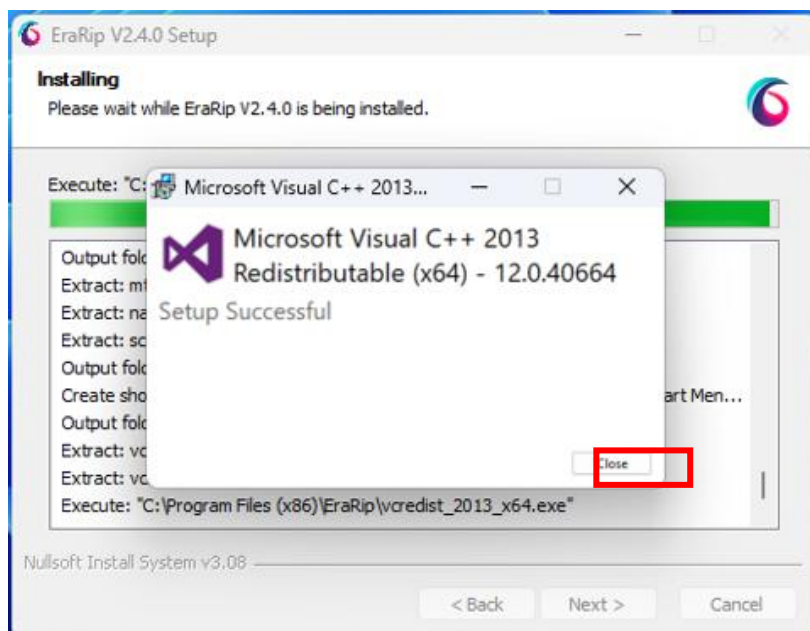 EraRip V2.4.0 Setup
Installing
Please wait while EraRip V2.4.0 is being installed.
Execute: "C:
Microsoft Visual C++ 2013...
Microsoft Visual C++ 2013
Redistributable (x64) - 12.0.40664
Setup Successful
Close
Output fold
Extract: mf
Extract: na
Extract: sc
Output fold
Create sho
art Men...
Output fold
Extract: vc
Extract: vc
Execute: "C:\Program Files (x86)\EraRip\vcredist_2013_x64.exe"
Nullsoft Install System v3.08
< Back
Next >
Cancel